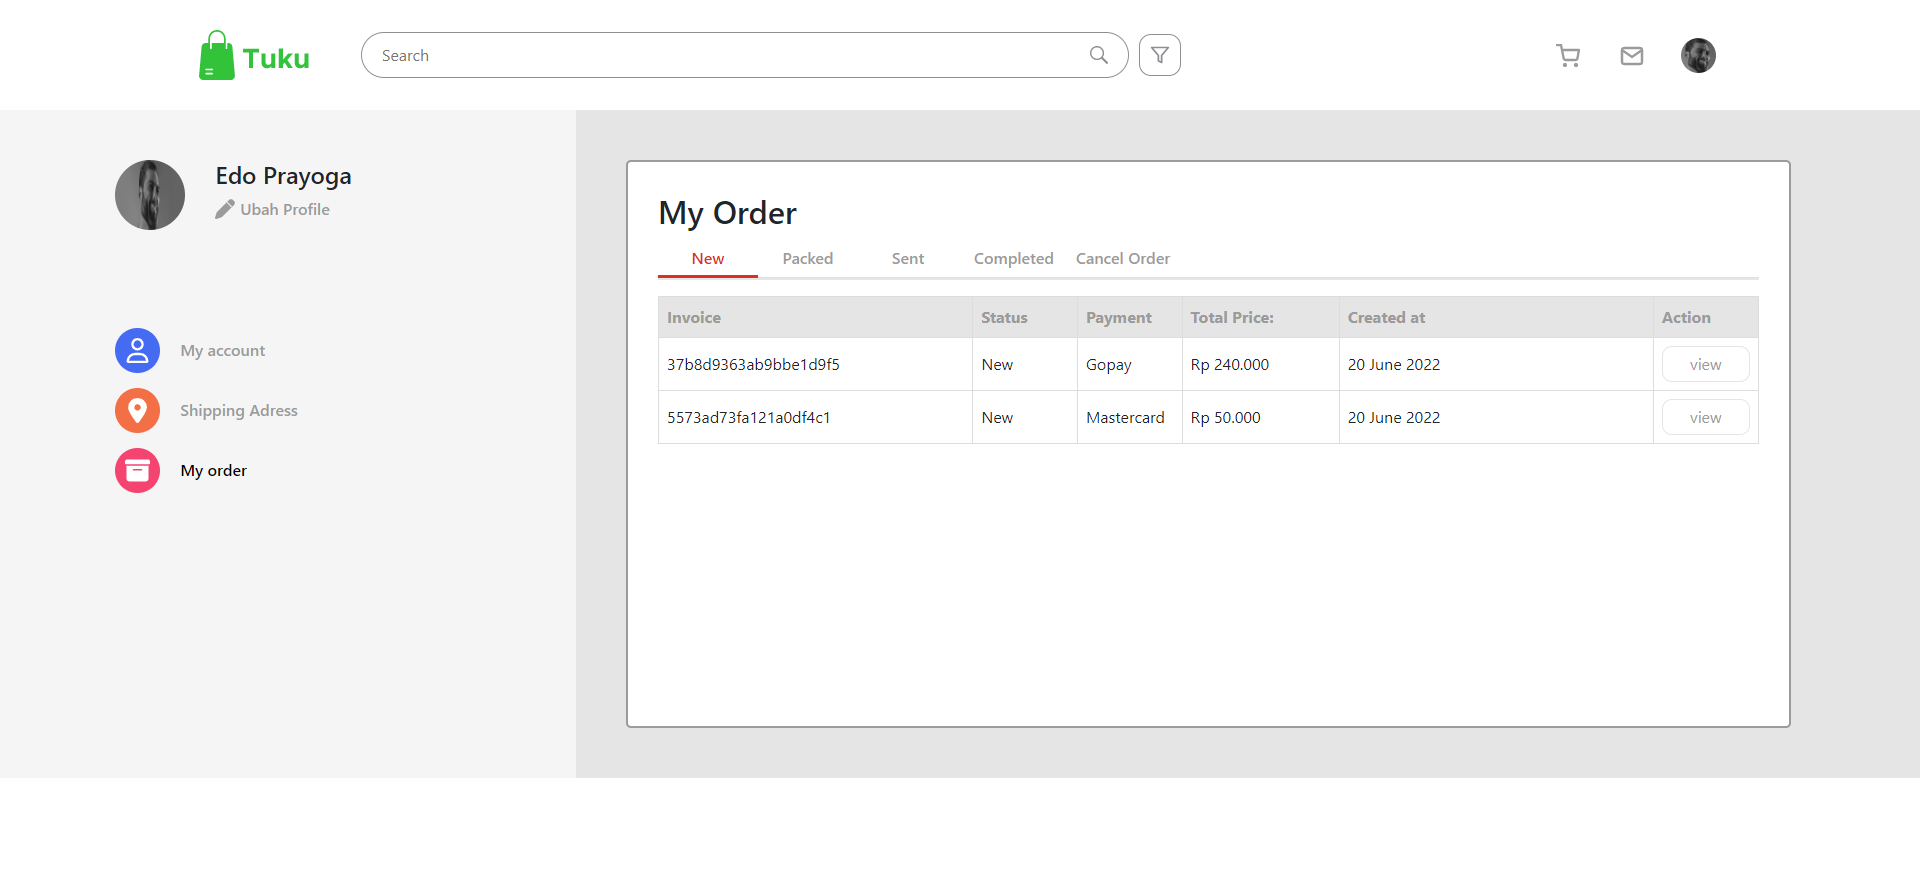 Tuku
Search
Edo Prayoga
Ubah Profile
My account
Shipping Adress
My order
My Order
New Packed Sent Completed Cancel Order
Invoice Status Payment Total Price: Created at Action
37b8d9363ab9bbe1d9f5 New Gopay Rp 240.000 20 June 2022 view
5573ad73fa121a0df4c1 New Mastercard Rp 50.000 20 June 2022 view